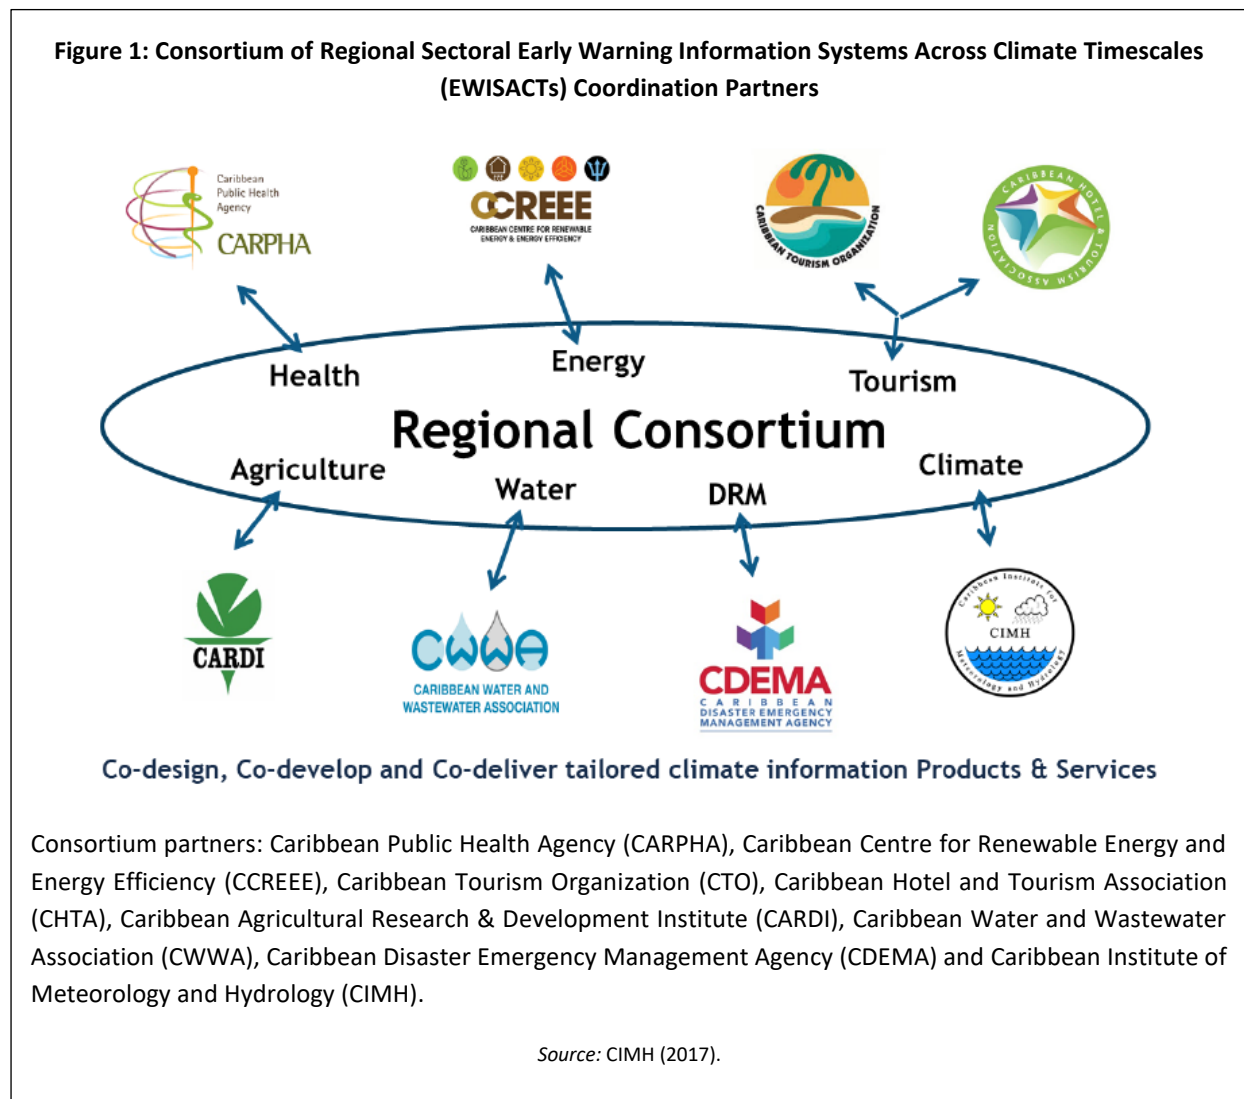 Figure 1: Consortium of Regional Sectoral Early Warning Information Systems Across Climate Timescales
(EWISACTs) Coordination Partners
Caribbean
Public Health
Agency
CARPHA
CCREEE
CARIBBEAN CENTRE FOR RENEWABLE
ENERGY & ENERGY EFFICIENCY
CARIBBEAN TOURISM ORGANIZATION
CARIBBEAN HOTEL & TOURISM ASSOCIATION
Health
Energy
Tourism
Regional Consortium
Agriculture
Water
DRM
Climate
CARDI
CWWA
CARIBBEAN WATER AND
WASTEWATER ASSOCIATION
CDEMA
CARIBBEAN
DISASTER EMERGENCY
MANAGEMENT AGENCY
Caribbean Institute for
CIMH
Meteorology and Hydrology
Co-design, Co-develop and Co-deliver tailored climate information Products & Services
Consortium partners: Caribbean Public Health Agency (CARPHA), Caribbean Centre for Renewable Energy and
Energy Efficiency (CCREEE), Caribbean Tourism Organization (CTO), Caribbean Hotel and Tourism Association
(CHTA), Caribbean Agricultural Research & Development Institute (CARDI), Caribbean Water and Wastewater
Association (CWWA), Caribbean Disaster Emergency Management Agency (CDEMA) and Caribbean Institute of
Meteorology and Hydrology (CIMH).
Source: CIMH (2017).